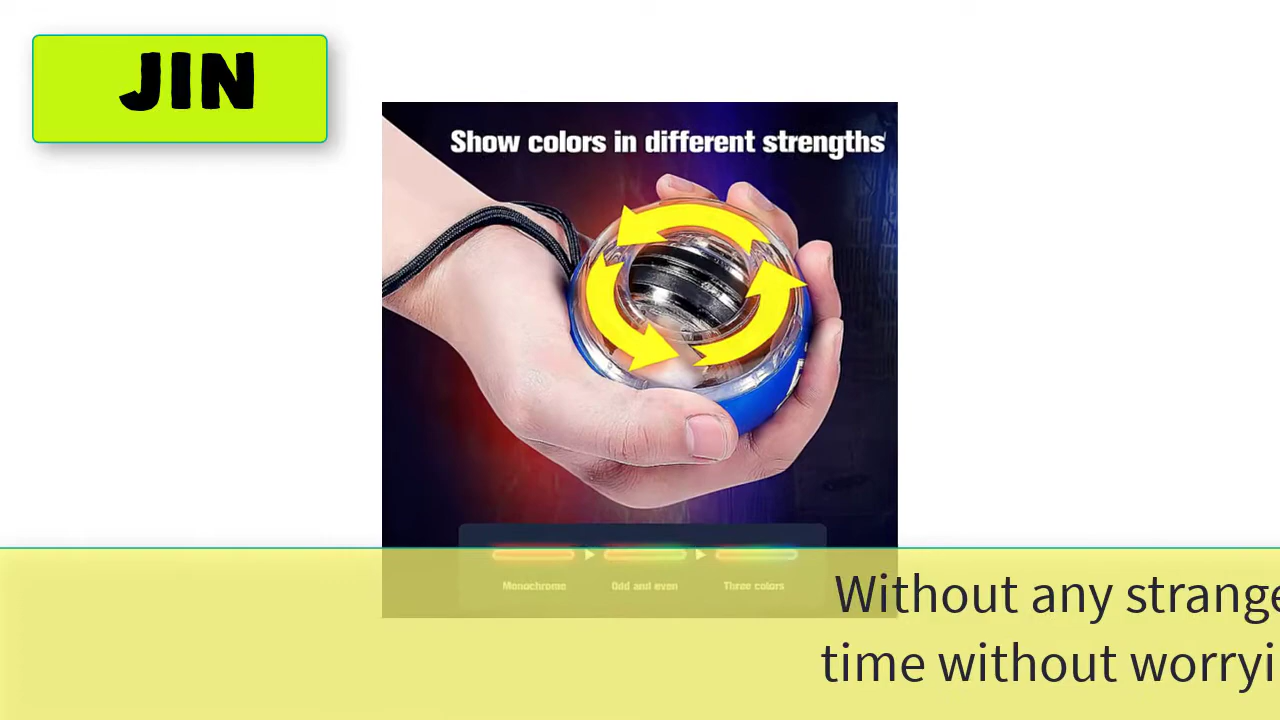 JIN
Show colors in different strengths
Monochrome
Odd and even
Three colors
Without any strange
time without worryi